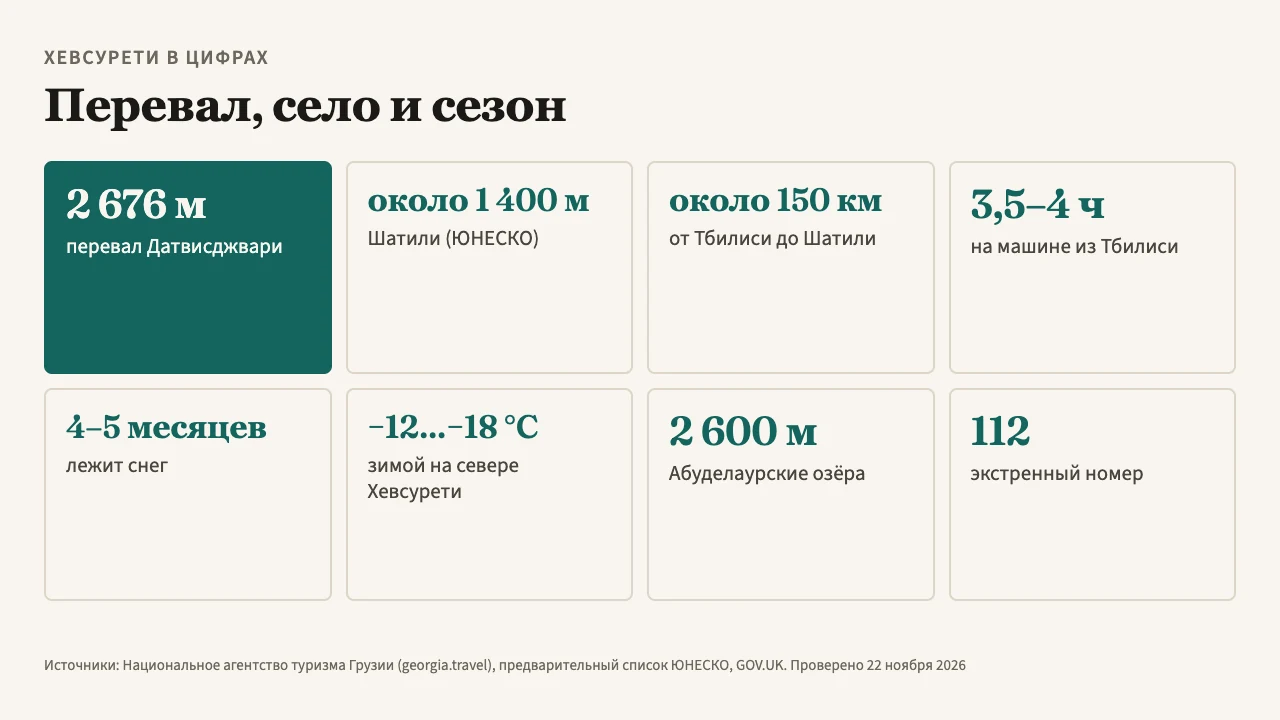 ХЕВСУРЕТИ В ЦИФРАХ
Перевал, село и сезон
2 676 м
перевал Датвисджвари
около 1 400 м
Шатили (ЮНЕСКО)
около 150 км
от Тбилиси до Шатили
3,5–4 ч
на машине из Тбилиси
4–5 месяцев
лежит снег
−12…−18 °C
зимой на севере
Хевсурети
2 600 м
Абуделаурские озёра
112
экстренный номер
Источники: Национальное агентство туризма Грузии (georgia.travel), предварительный список ЮНЕСКО, GOV.UK. Проверено 22 ноября 2026